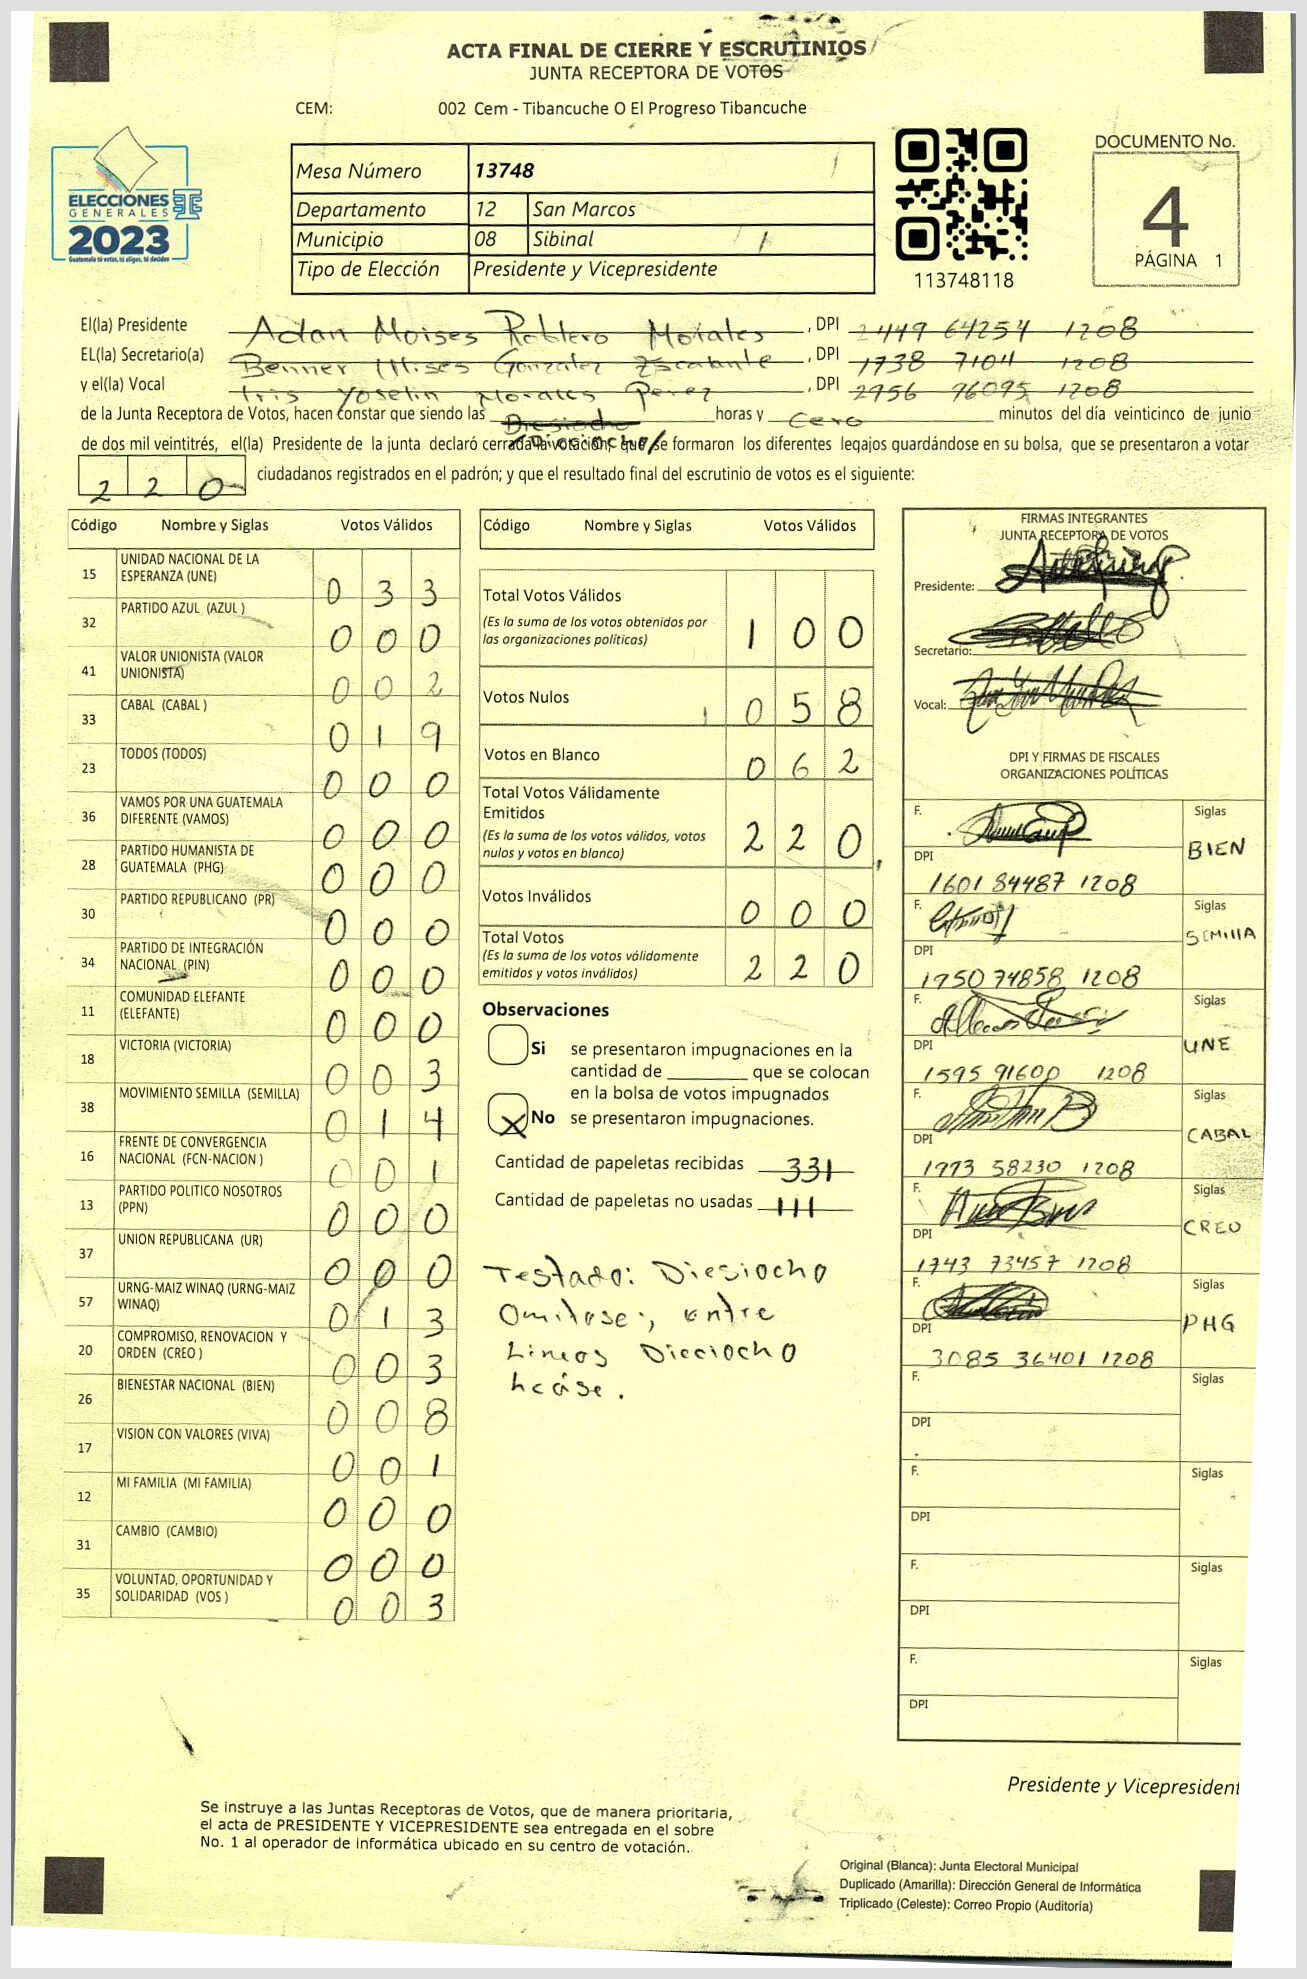 ACTA FINAL DE CIERRE Y ESCRUTINIOS
JUNTA RECEPTORA DE VOTOS
CEM: 002 Cem - Tibancuche O El Progreso Tibancuche
ELECCIONES
GENERALES
2023
Guatemala tú votas, tú eliges, tú decides
Mesa Número 13748
Departamento 12 San Marcos
Municipio 08 Sibinal
Tipo de Elección Presidente y Vicepresidente
113748118
DOCUMENTO No.
4
PÁGINA 1
El(la) Presidente Adan Moises Roblero Morales , DPI 2449 64254 1208
EL(la) Secretario(a) Benner Ulises Gonzalez Escalante , DPI 1738 7104 1208
y el(la) Vocal Iris Yoselin Morales Perez , DPI 2956 96095 1208
de la Junta Receptora de Votos, hacen constar que siendo las Diesiocho horas y Cero minutos del día veinticinco de junio
Dieciocho
de dos mil veintitrés, el(la) Presidente de la junta declaró cerrada la votación, que se formaron los diferentes legajos guardándose en su bolsa, que se presentaron a votar
220 ciudadanos registrados en el padrón; y que el resultado final del escrutinio de votos es el siguiente:
Código Nombre y Siglas Votos Válidos
15 UNIDAD NACIONAL DE LA ESPERANZA (UNE) 0 3 3
32 PARTIDO AZUL (AZUL ) 0 0 0
41 VALOR UNIONISTA (VALOR UNIONISTA) 0 0 2
33 CABAL (CABAL ) 0 1 9
23 TODOS (TODOS) 0 0 0
36 VAMOS POR UNA GUATEMALA DIFERENTE (VAMOS) 0 0 0
28 PARTIDO HUMANISTA DE GUATEMALA (PHG) 0 0 0
30 PARTIDO REPUBLICANO (PR) 0 0 0
34 PARTIDO DE INTEGRACIÓN NACIONAL (PIN) 0 0 0
11 COMUNIDAD ELEFANTE (ELEFANTE) 0 0 0
18 VICTORIA (VICTORIA) 0 0 3
38 MOVIMIENTO SEMILLA (SEMILLA) 0 1 4
16 FRENTE DE CONVERGENCIA NACIONAL (FCN-NACION ) 0 0 1
13 PARTIDO POLITICO NOSOTROS (PPN) 0 0 0
37 UNION REPUBLICANA (UR) 0 0 0
57 URNG-MAIZ WINAQ (URNG-MAIZ WINAQ) 0 1 3
20 COMPROMISO, RENOVACION Y ORDEN (CREO ) 0 0 3
26 BIENESTAR NACIONAL (BIEN) 0 0 8
17 VISION CON VALORES (VIVA) 0 0 1
12 MI FAMILIA (MI FAMILIA) 0 0 0
31 CAMBIO (CAMBIO) 0 0 0
35 VOLUNTAD, OPORTUNIDAD Y SOLIDARIDAD (VOS ) 0 0 3
Código Nombre y Siglas Votos Válidos
Total Votos Válidos
(Es la suma de los votos obtenidos por las organizaciones políticas) 1 0 0
Votos Nulos 0 5 8
Votos en Blanco 0 6 2
Total Votos Válidamente Emitidos
(Es la suma de los votos válidos, votos nulos y votos en blanco) 2 2 0
Votos Inválidos 0 0 0
Total Votos
(Es la suma de los votos válidamente emitidos y votos inválidos) 2 2 0
Observaciones
Si se presentaron impugnaciones en la
cantidad de ________ que se colocan
en la bolsa de votos impugnados
X No se presentaron impugnaciones.
Cantidad de papeletas recibidas 331
Cantidad de papeletas no usadas 111
Testado: Diesiocho
Omitase; entre
Lineas Dieciocho
léase.
FIRMAS INTEGRANTES
JUNTA RECEPTORA DE VOTOS
Presidente:
Secretario:
Vocal:
DPI Y FIRMAS DE FISCALES
ORGANIZACIONES POLÍTICAS
F. Siglas
BIEN
DPI
1601 84487 1208
F. Siglas
SEMILLA
DPI
1950 74858 1208
F. Siglas
UNE
DPI
1595 91600 1208
F. Siglas
CABAL
DPI
1973 58230 1208
F. Siglas
CREO
DPI
1743 73457 1208
F. Siglas
PHG
DPI
3085 36401 1208
F. Siglas
DPI
F. Siglas
DPI
F. Siglas
DPI
F. Siglas
DPI
Presidente y Vicepresident
Se instruye a las Juntas Receptoras de Votos, que de manera prioritaria,
el acta de PRESIDENTE Y VICEPRESIDENTE sea entregada en el sobre
No. 1 al operador de informática ubicado en su centro de votación.
Original (Blanca): Junta Electoral Municipal
Duplicado (Amarilla): Dirección General de Informática
Triplicado (Celeste): Correo Propio (Auditoría)